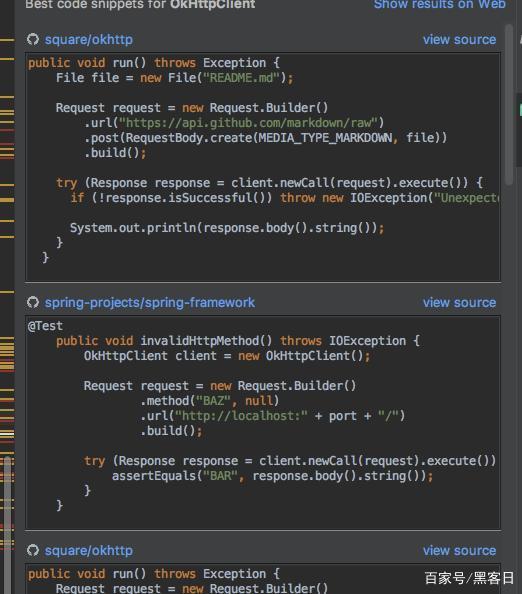 Best code snippets for OkHttpClient Show results on Web
square/okhttp view source
public void run() throws Exception {
File file = new File("README.md");
Request request = new Request.Builder()
.url("https://api.github.com/markdown/raw")
.post(RequestBody.create(MEDIA_TYPE_MARKDOWN, file))
.build();
try (Response response = client.newCall(request).execute()) {
if (!response.isSuccessful()) throw new IOException("Unexpecte
System.out.println(response.body().string());
}
}
spring-projects/spring-framework view source
@Test
public void invalidHttpMethod() throws IOException {
OkHttpClient client = new OkHttpClient();
Request request = new Request.Builder()
.method("BAZ", null)
.url("http://localhost:" + port + "/")
.build();
try (Response response = client.newCall(request).execute())
assertEquals("BAR", response.body().string());
}
}
square/okhttp view source
public void run() throws Exception {
Request request = new Request.Builder()
百家号/黑客日